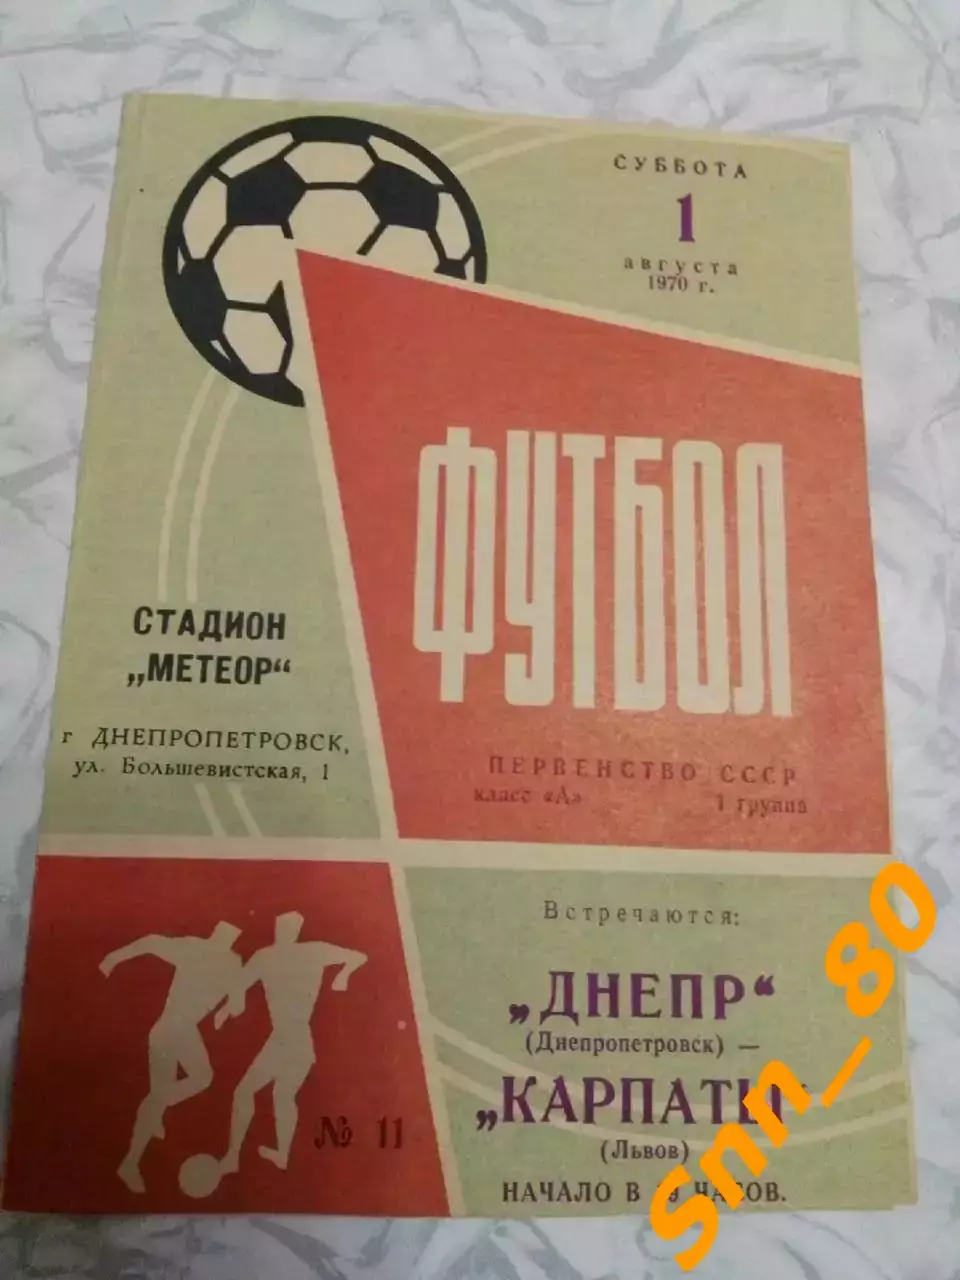 СУББОТА
1
августа
1970 г.
ФУТБОЛ
СТАДИОН
„МЕТЕОР“
г ДНЕПРОПЕТРОВСК,
ул. Большевистская, 1
ПЕРВЕНСТВО СССР
класс «А» 1 группа
Встречаются:
„ДНЕПР“
(Днепропетровск) —
„КАРПАТЫ“
(Львов)
НАЧАЛО В 19 ЧАСОВ.
№ 11
snn_80